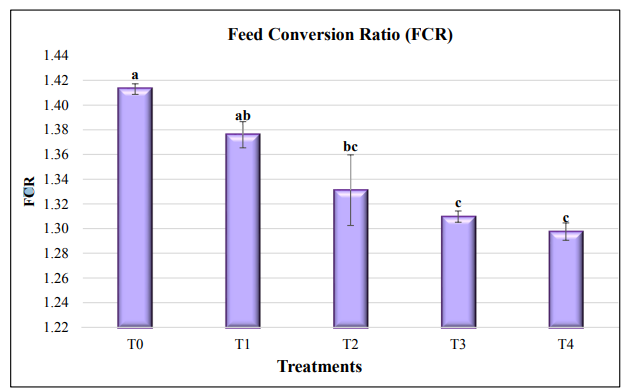 Feed Conversion Ratio (FCR)
1.44
1.42
1.40
1.38
1.36
1.34
1.32
1.30
1.28
1.26
1.24
1.22
FCR
a
ab
bc
c
c
T0 T1 T2 T3 T4
Treatments